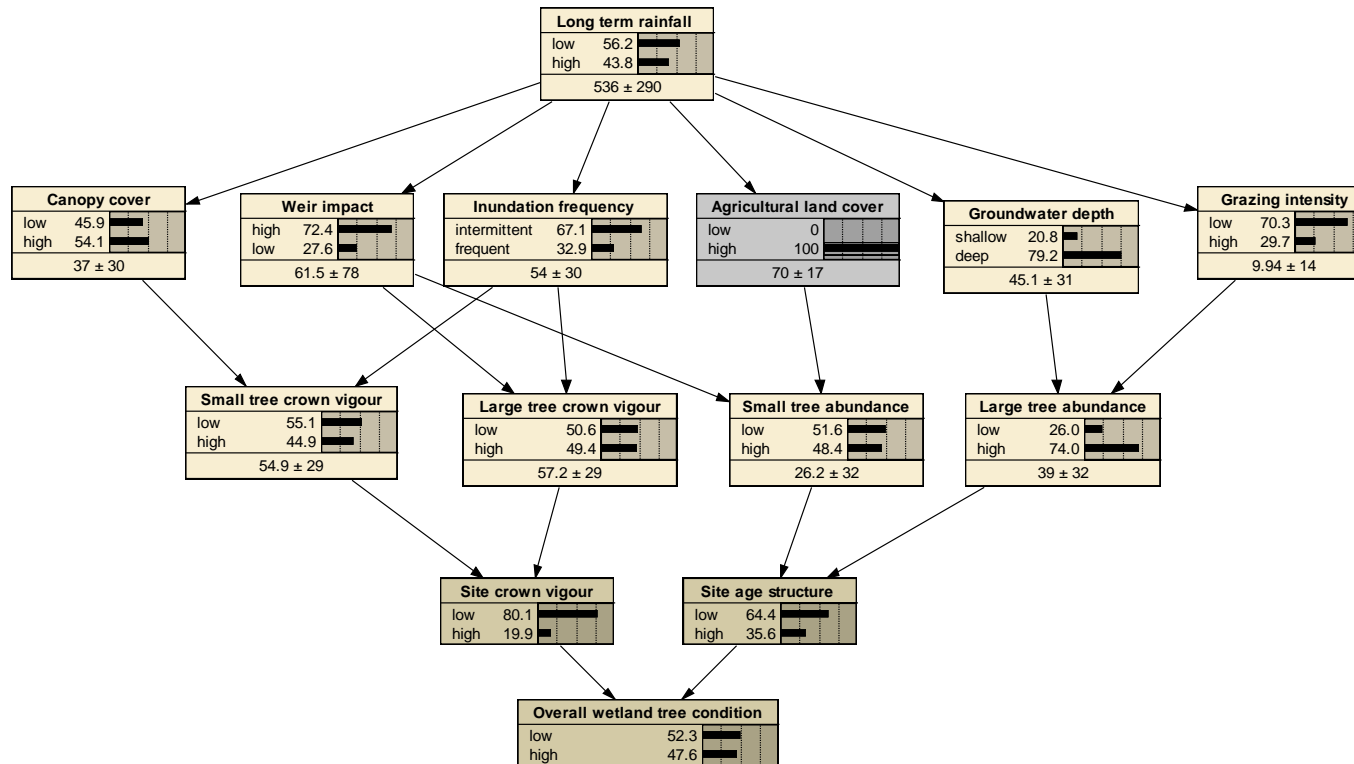 Long term rainfall
low 56.2
high 43.8
536 ± 290
Canopy cover
low 45.9
high 54.1
37 ± 30
Weir impact
high 72.4
low 27.6
61.5 ± 78
Inundation frequency
intermittent 67.1
frequent 32.9
54 ± 30
Agricultural land cover
low 0
high 100
70 ± 17
Groundwater depth
shallow 20.8
deep 79.2
45.1 ± 31
Grazing intensity
low 70.3
high 29.7
9.94 ± 14
Small tree crown vigour
low 55.1
high 44.9
54.9 ± 29
Large tree crown vigour
low 50.6
high 49.4
57.2 ± 29
Small tree abundance
low 51.6
high 48.4
26.2 ± 32
Large tree abundance
low 26.0
high 74.0
39 ± 32
Site crown vigour
low 80.1
high 19.9
Site age structure
low 64.4
high 35.6
Overall wetland tree condition
low 52.3
high 47.6